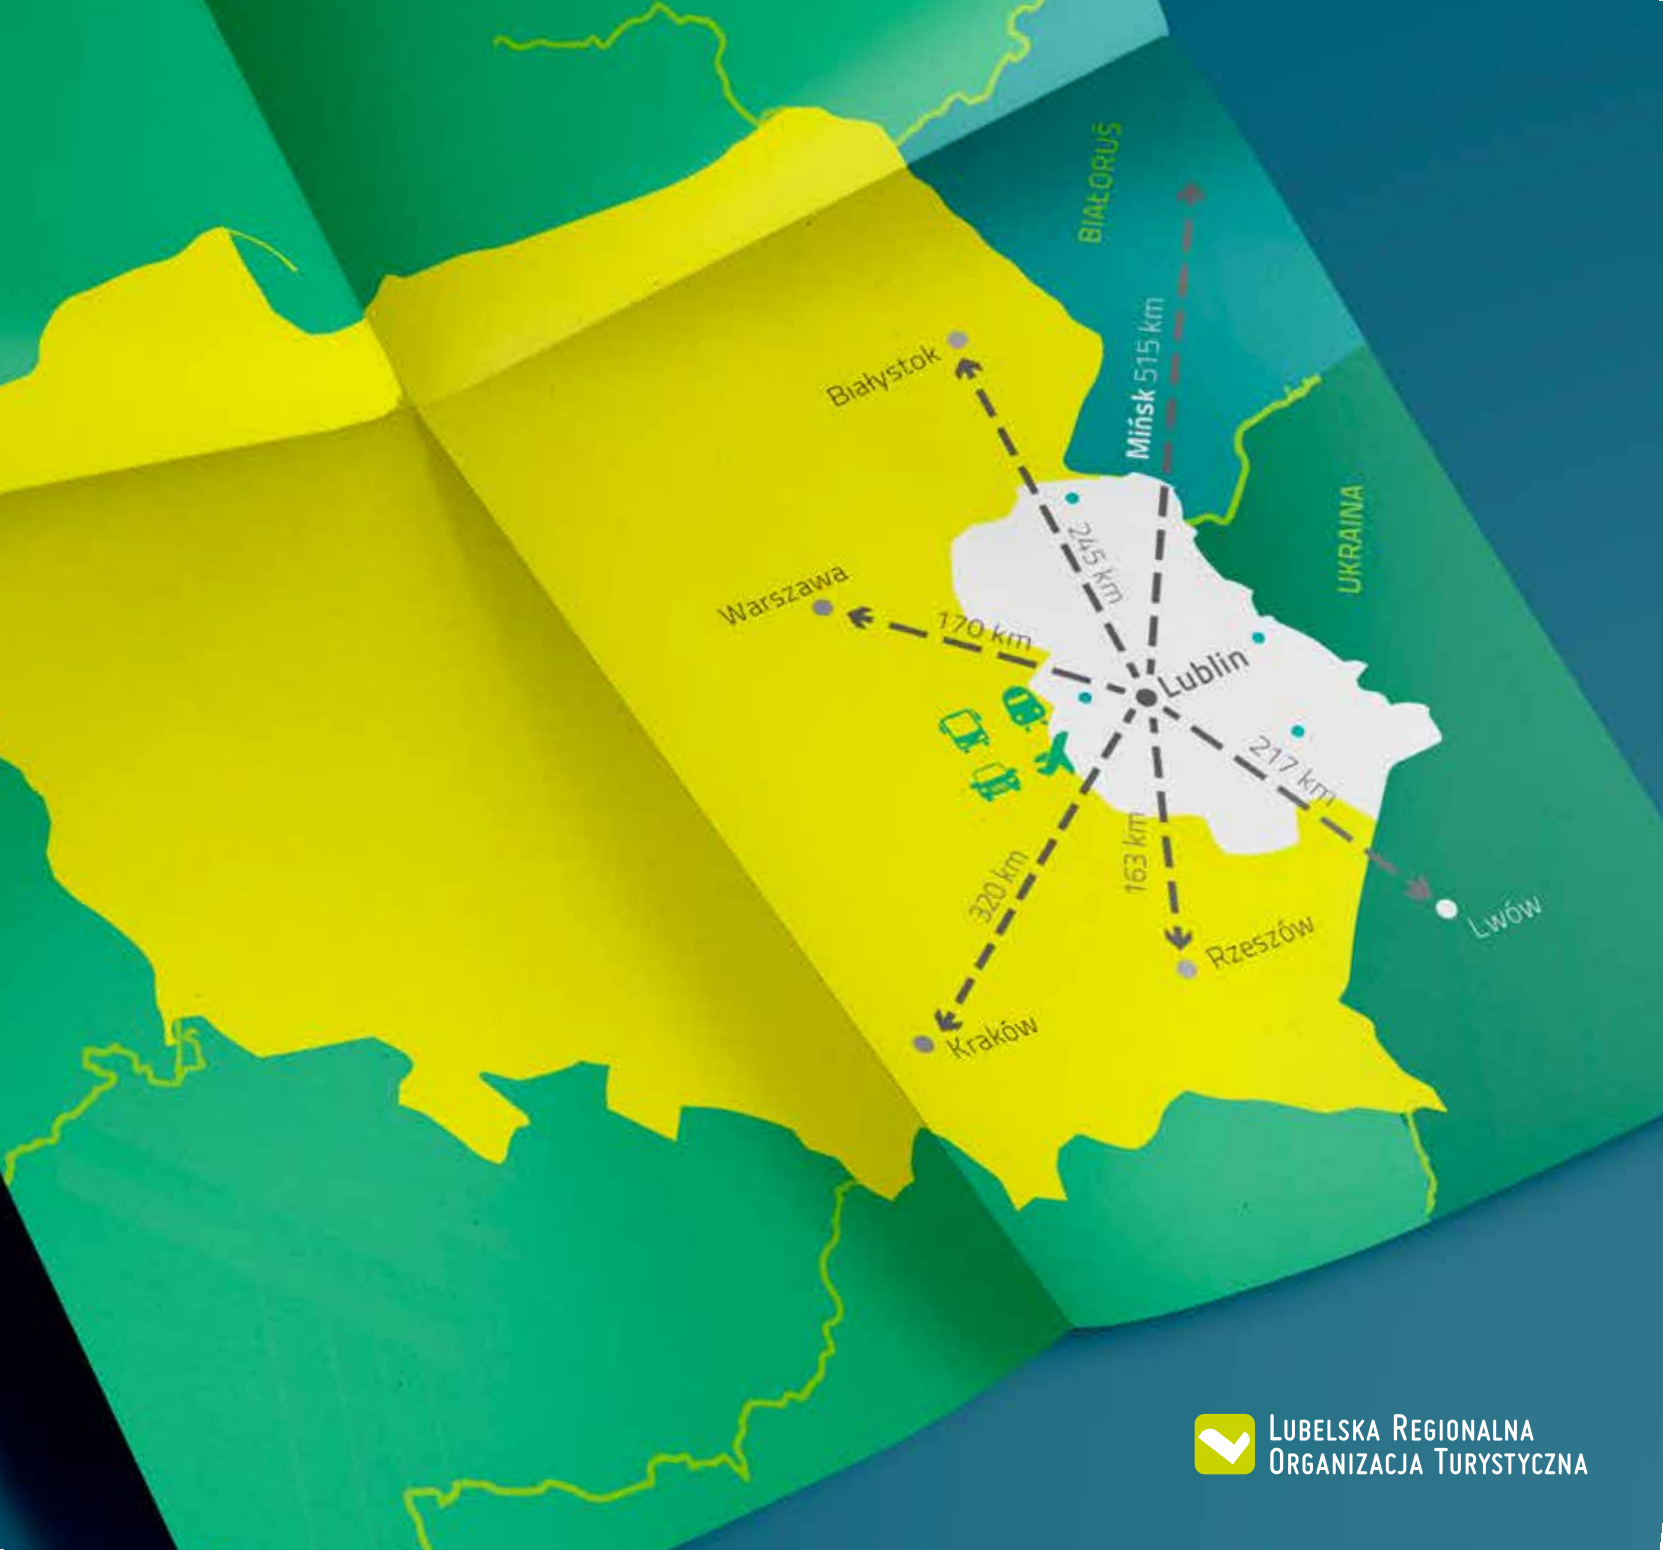 BIAŁORUŚ
Mińsk 515 km
Białystok
UKRAINA
245 km
Warszawa
170 km
Lublin
217 km
320 km
163 km
Lwów
Rzeszów
Kraków
LUBELSKA REGIONALNA
ORGANIZACJA TURYSTYCZNA